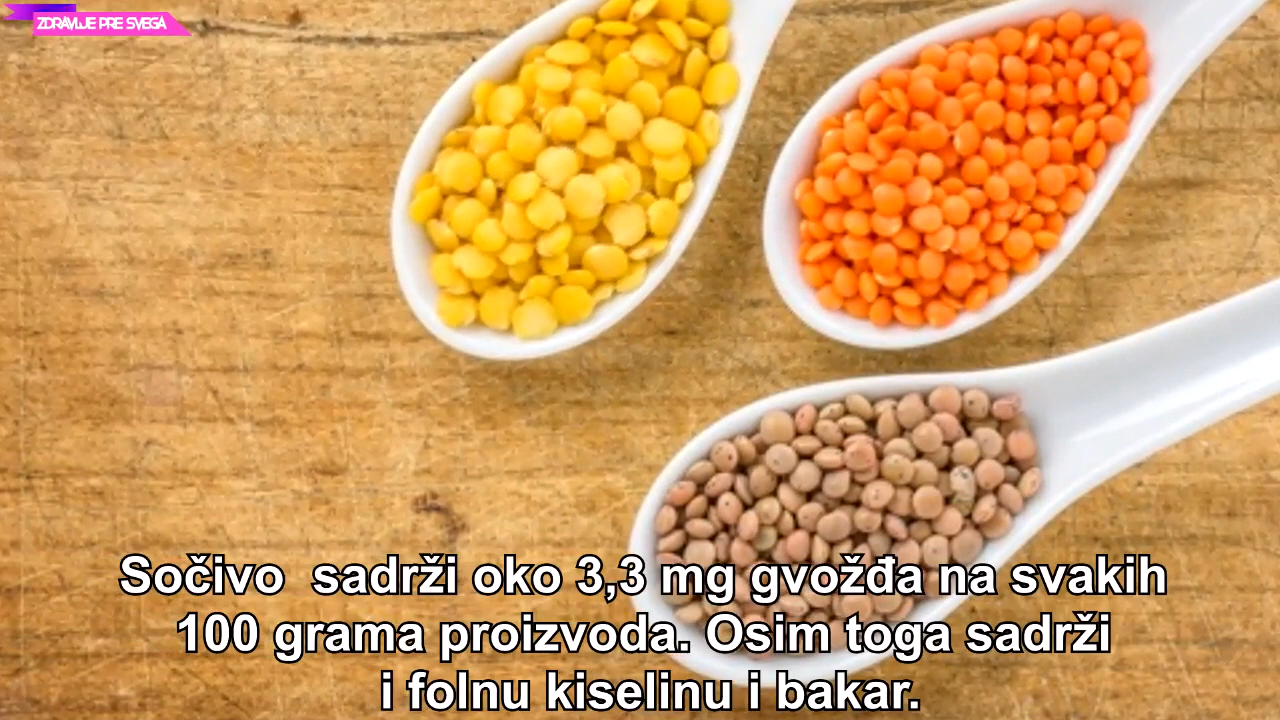 ZDRAVLJE PRE SVEGA
Sočivo  sadrži oko 3,3 mg gvožđa na svakih
100 grama proizvoda. Osim toga sadrži
i folnu kiselinu i bakar.